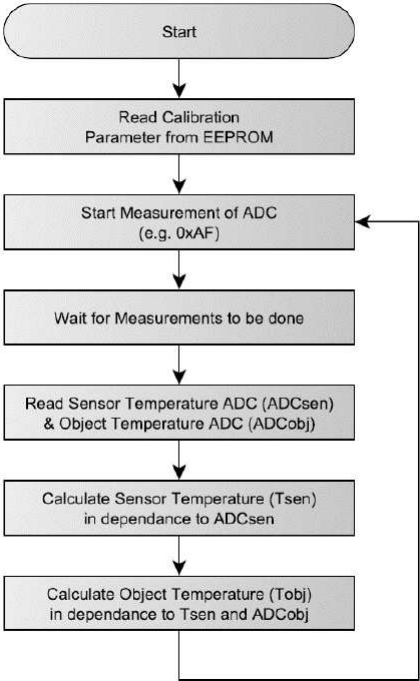 Start
Read Calibration
Parameter from EEPROM
Start Measurement of ADC
(e.g. 0xAF)
Wait for Measurements to be done
Read Sensor Temperature ADC (ADCsen)
& Object Temperature ADC (ADCobj)
Calculate Sensor Temperature (Tsen)
in dependance to ADCsen
Calculate Object Temperature (Tobj)
in dependance to Tsen and ADCobj